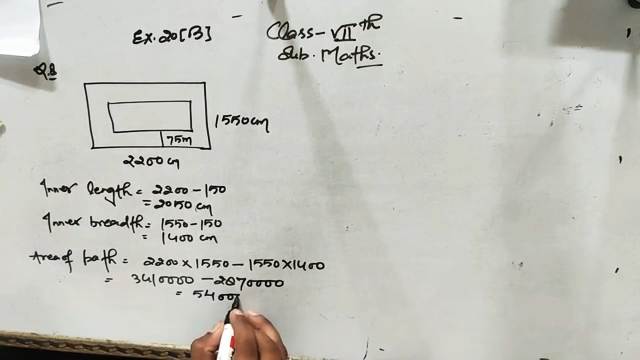 Ex. 20 [B]
Class - VII th
Sub. Maths.
Q.8
1550 cm
75m
2200 cm
Inner length = 2200 - 150
= 2050 cm
Inner breadth = 1550 - 150
= 1400 cm
Area of path = 2200 × 1550 - 1550 × 1400
= 3410000 - 2870000
= 5400